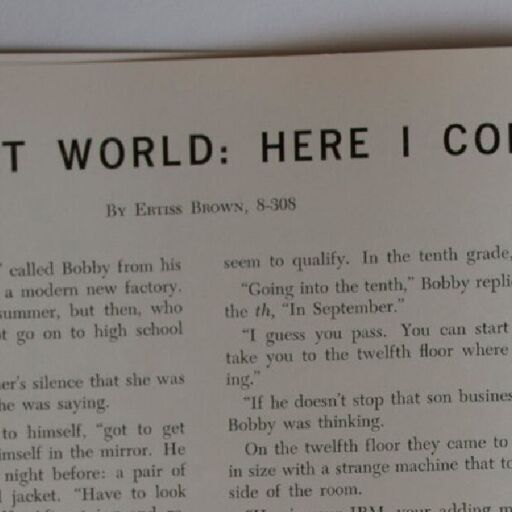 T WORLD: HERE I CO
BY ERTISS BROWN, 8-308
called Bobby from his
a modern new factory.
summer, but then, who
go on to high school
er's silence that she was
he was saying.
to himself, "got to get
imself in the mirror. He
night before: a pair of
jacket. "Have to look
seem to qualify. In the tenth grade,
"Going into the tenth," Bobby repli
the th, "In September."
"I guess you pass. You can start
take you to the twelfth floor where
ing."
"If he doesn't stop that son busines
Bobby was thinking.
On the twelfth floor they came to
in size with a strange machine that to
side of the room.
IBM, your adding m